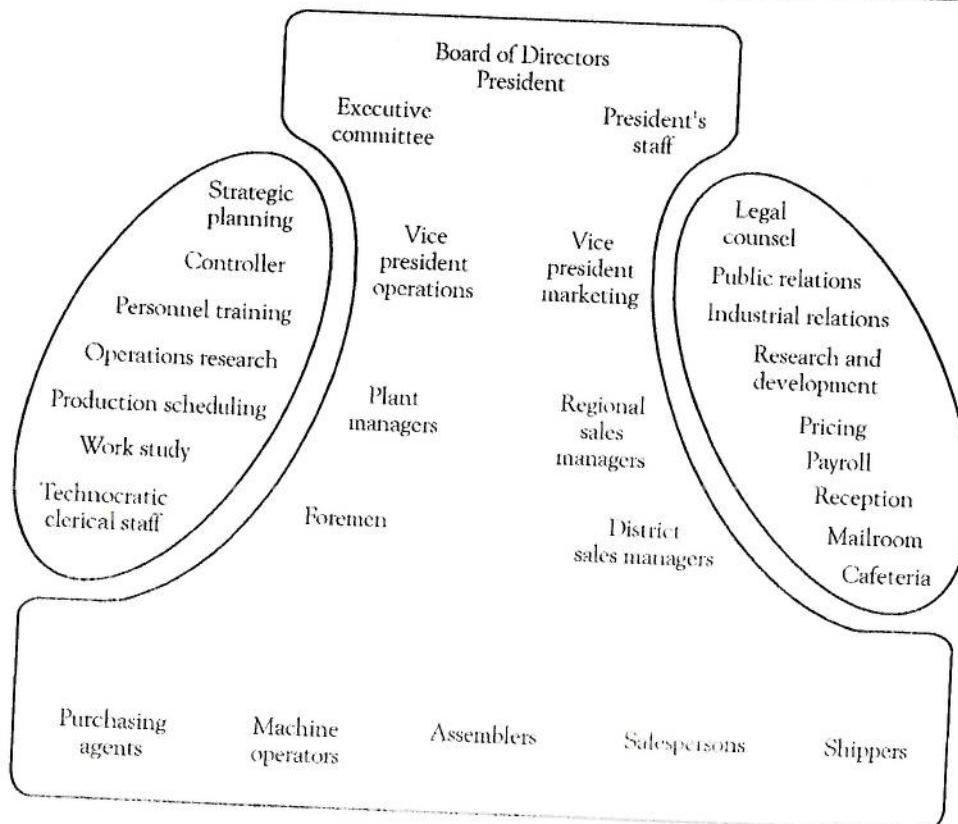 Board of Directors
President
Executive
committee
President's
staff
Strategic
planning
Controller
Personnel training
Operations research
Production scheduling
Work study
Technocratic
clerical staff
Vice
president
operations
Vice
president
marketing
Plant
managers
Regional
sales
managers
Foremen
District
sales managers
Legal
counsel
Public relations
Industrial relations
Research and
development
Pricing
Payroll
Reception
Mailroom
Cafeteria
Purchasing
agents
Machine
operators
Assemblers
Salespersons
Shippers